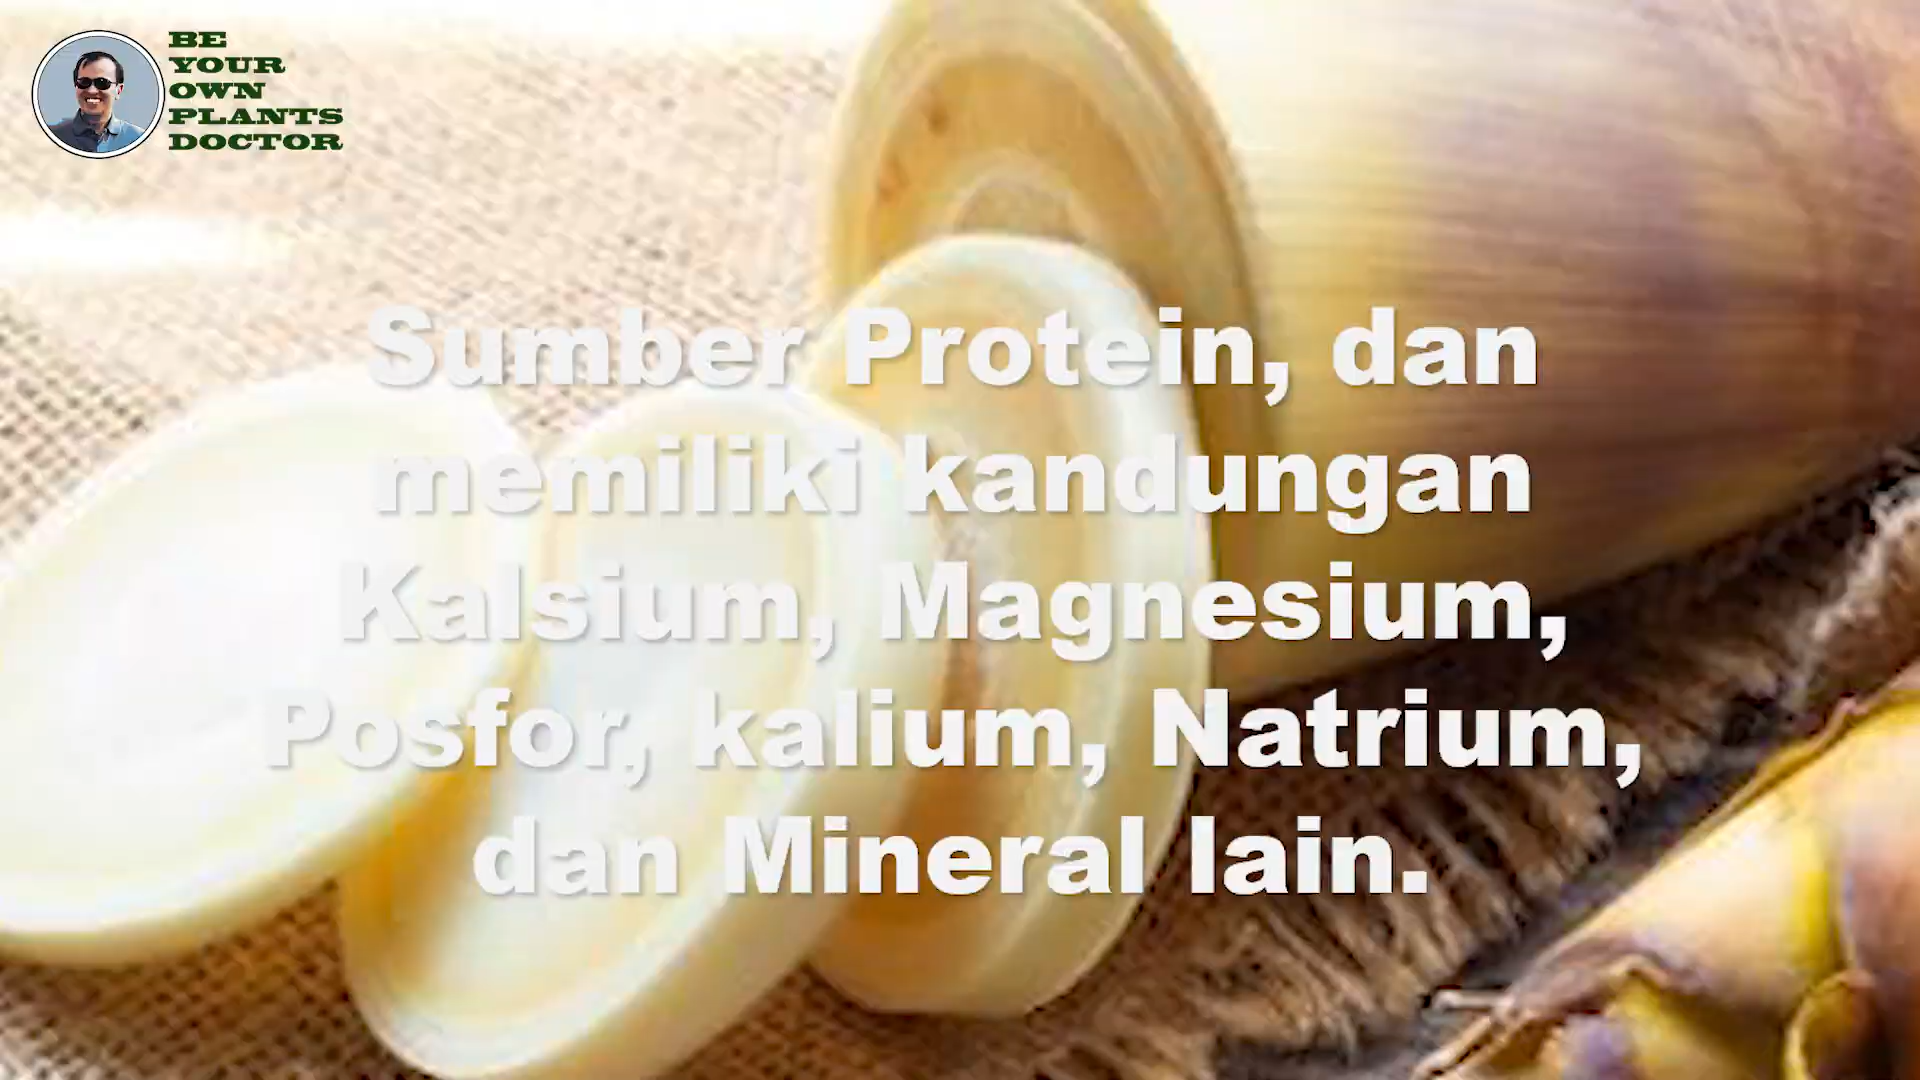 BE
YOUR
OWN
PLANTS
DOCTOR
Sumber Protein, dan
memiliki kandungan
Kalsium, Magnesium,
Posfor, kalium, Natrium,
dan Mineral lain.